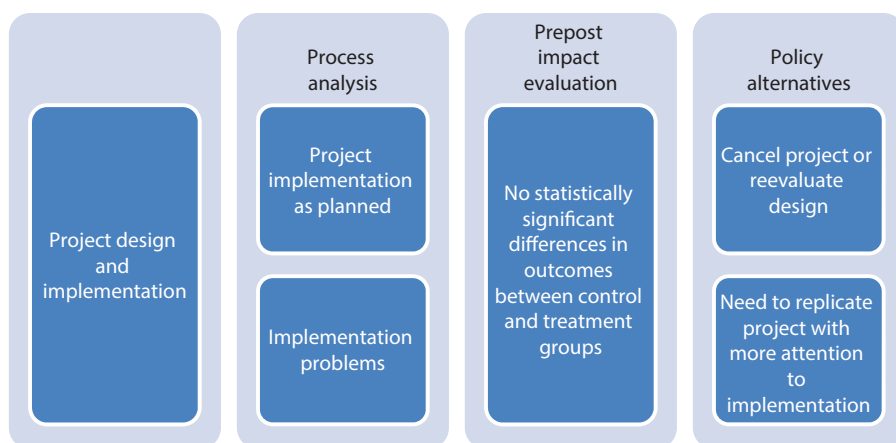 Project design
and
implementation
Process
analysis
Project
implementation
as planned
Implementation
problems
Prepost
impact
evaluation
No statistically
significant
differences in
outcomes
between control
and treatment
groups
Policy
alternatives
Cancel project or
reevaluate
design
Need to replicate
project with
more attention
to
implementation